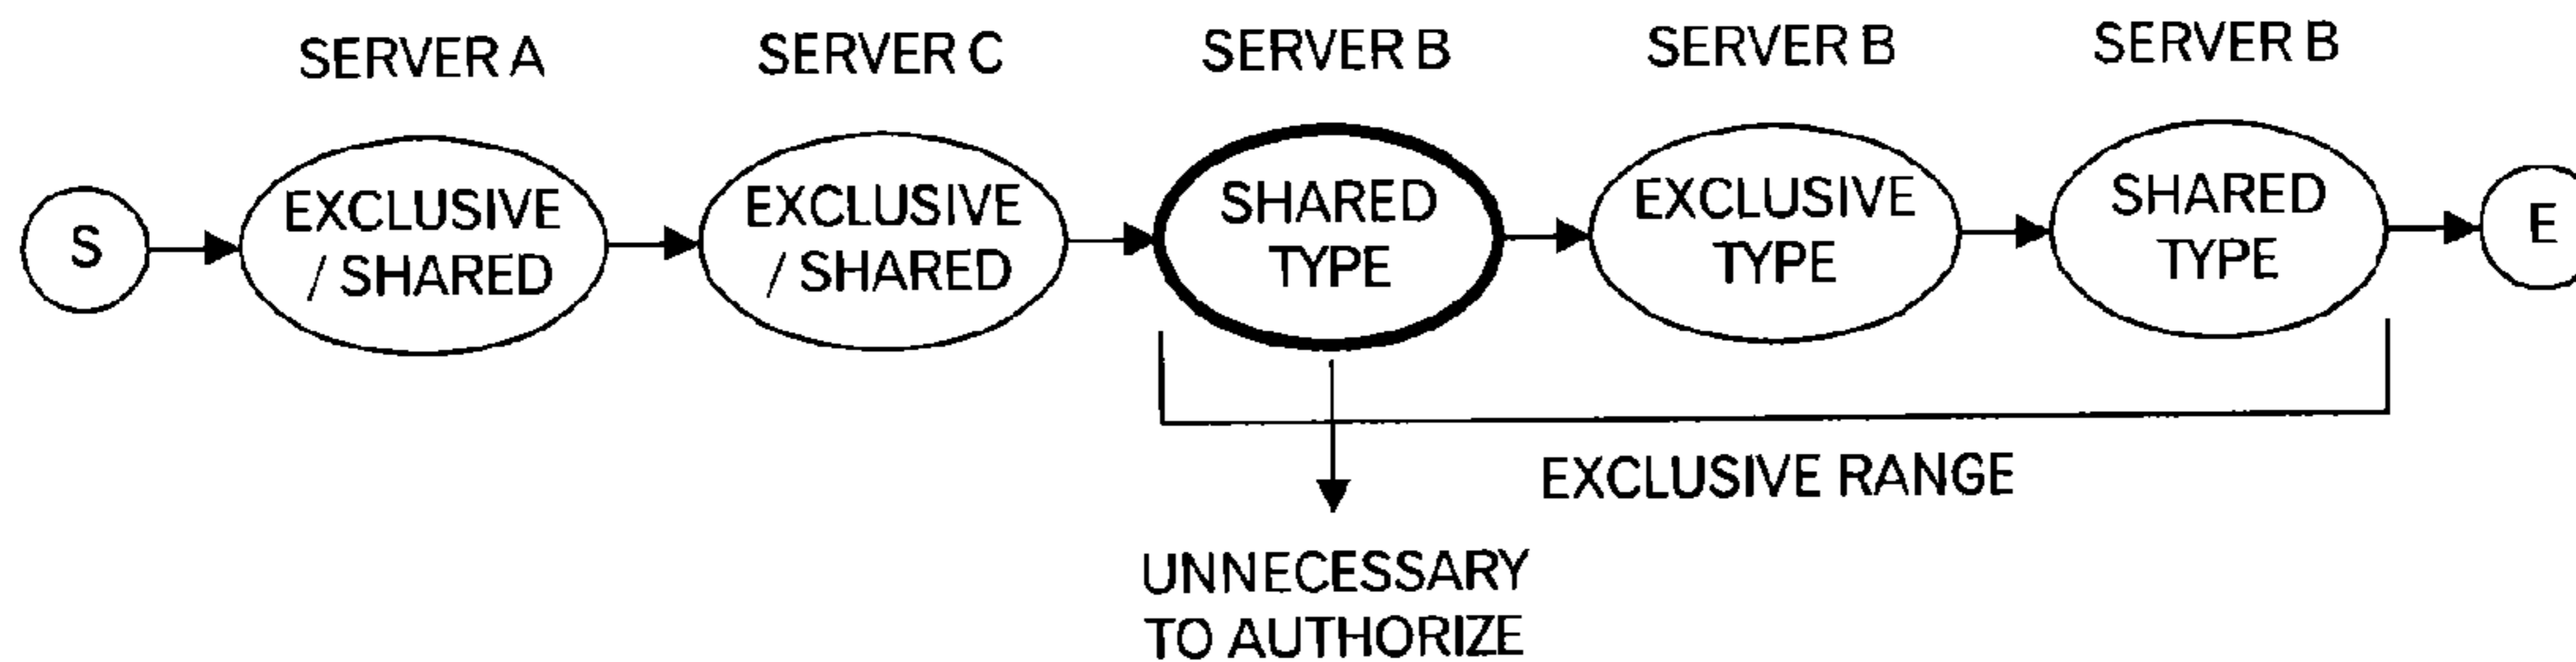 SERVER A
SERVER C
SERVER B
SERVER B
SERVER B
S
EXCLUSIVE
/ SHARED
EXCLUSIVE
/ SHARED
SHARED
TYPE
EXCLUSIVE
TYPE
SHARED
TYPE
E
EXCLUSIVE RANGE
UNNECESSARY
TO AUTHORIZE